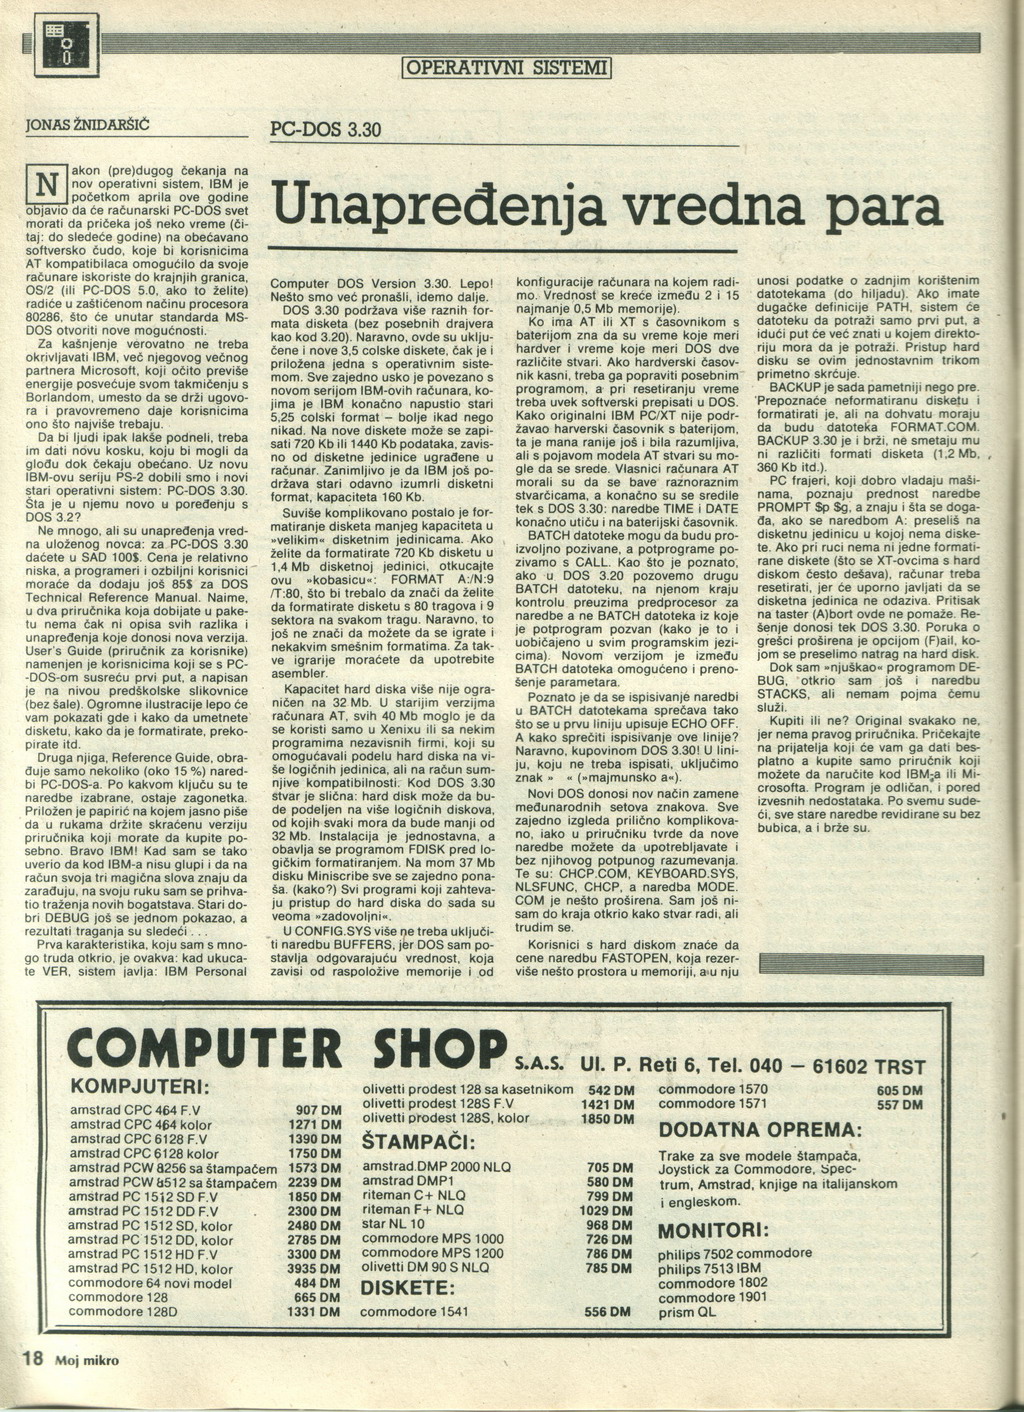 OPERATIVNI SISTEMI
JONAS ŽNIDARŠIČ
PC-DOS 3.30
Unapređenja vredna para
Nakon (pre)dugog čekanja na
nov operativni sistem, IBM je
početkom aprila ove godine
objavio da će računarski PC-DOS svet
morati da pričeka još neko vreme (či-
taj: do sledeće godine) na obećavano
softversko čudo, koje bi korisnicima
AT kompatibilaca omogućilo da svoje
računare iskoriste do krajnjih granica,
OS/2 (ili PC-DOS 5.0, ako to želite)
radiće u zaštićenom načinu procesora
80286, što će unutar standarda MS-
DOS otvoriti nove mogućnosti.
Za kašnjenje verovatno ne treba
okrivljavati IBM, več njegovog večnog
partnera Microsoft, koji očito previše
energije posvećuje svom takmičenju s
Borlandom, umesto da se drži ugovo-
ra i pravovremeno daje korisnicima
ono što najviše trebaju.
Da bi ljudi ipak lakše podneli, treba
im dati novu kosku, koju bi mogli da
glođu dok čekaju obećano. Uz novu
IBM-ovu seriju PS-2 dobili smo i novi
stari operativni sistem: PC-DOS 3.30.
Šta je u njemu novo u poređenju s
DOS 3.2?
Ne mnogo, ali su unapređenja vred-
na uloženog novca: za PC-DOS 3.30
daćete u SAD 100$. Cena je relativno
niska, a programeri i ozbiljni korisnici
moraće da dodaju još 85$ za DOS
Technical Reference Manual. Naime,
u dva priručnika koja dobijate u pake-
tu nema čak ni opisa svih razlika i
unapređenja koje donosi nova verzija.
User's Guide (priručnik za korisnike)
namenjen je korisnicima koji se s PC-
-DOS-om susreću prvi put, a napisan
je na nivou predškolske slikovnice
(bez šale). Ogromne ilustracije lepo će
vam pokazati gde i kako da umetnete
disketu, kako da je formatirate, preko-
pirate itd.
Druga njiga, Reference Guide, obra-
đuje samo nekoliko (oko 15 %) nared-
bi PC-DOS-a. Po kakvom ključu su te
naredbe izabrane, ostaje zagonetka.
Priložen je papirić na kojem jasno piše
da u rukama držite skraćenu verziju
priručnika koji morate da kupite po-
sebno. Bravo IBM! Kad sam se tako
uverio da kod IBM-a nisu glupi i da na
račun svoja tri magična slova znaju da
zarađuju, na svoju ruku sam se prihva-
tio traženja novih bogatstava. Stari do-
bri DEBUG još se jednom pokazao, a
rezultati traganja su sledeći . . .
Prva karakteristika, koju sam s mno-
go truda otkrio, je ovakva: kad ukuca-
te VER, sistem javlja: IBM Personal
Computer DOS Version 3.30. Lepo!
Nešto smo već pronašli, idemo dalje.
DOS 3.30 podržava više raznih for-
mata disketa (bez posebnih drajvera
kao kod 3.20). Naravno, ovde su uklju-
čene i nove 3,5 colske diskete, čak je i
priložena jedna s operativnim siste-
mom. Sve zajedno usko je povezano s
novom serijom IBM-ovih računara, ko-
jima je IBM konačno napustio stari
5,25 colski format – bolje ikad nego
nikad. Na nove diskete može se zapi-
sati 720 Kb ili 1440 Kb podataka, zavis-
no od disketne jedinice ugrađene u
računar. Zanimljivo je da IBM još po-
država stari odavno izumrli disketni
format, kapaciteta 160 Kb.
Suviše komplikovano postalo je for-
matiranje disketa manjeg kapaciteta u
»velikim« disketnim jedinicama. Ako
želite da formatirate 720 Kb disketu u
1,4 Mb disketnoj jedinici, otkucajte
ovu »kobasicu«: FORMAT A:/N:9
/T:80, što bi trebalo da znači da želite
da formatirate disketu s 80 tragova i 9
sektora na svakom tragu. Naravno, to
još ne znači da možete da se igrate i
nekakvim smešnim formatima. Za tak-
ve igrarije moraćete da upotrebite
asembler.
Kapacitet hard diska više nije ogra-
ničen na 32 Mb. U starijim verzijma
računara AT, svih 40 Mb moglo je da
se koristi samo u Xenixu ili sa nekim
programima nezavisnih firmi, koji su
omogućavali podelu hard diska na vi-
še logičnih jedinica, ali na račun sum-
njive kompatibilnosti. Kod DOS 3.30
stvar je slična: hard disk može da bu-
de podeljen na više logičnih diskova,
od kojih svaki mora da bude manji od
32 Mb. Instalacija je jednostavna, a
obavlja se programom FDISK pred lo-
gičkim formatiranjem. Na mom 37 Mb
disku Miniscribe sve se zajedno pona-
ša. (kako?) Svi programi koji zahteva-
ju pristup do hard diska do sada su
veoma »zadovoljni«.
U CONFIG.SYS više ne treba uključi-
ti naredbu BUFFERS, jer DOS sam po-
stavlja odgovarajuću vrednost, koja
zavisi od raspoložive memorije i od
konfiguracije računara na kojem radi-
mo. Vrednost se kreće između 2 i 15
najmanje 0,5 Mb memorije).
Ko ima AT ili XT s časovnikom s
baterijom zna da su vreme koje meri
hardver i vreme koje meri DOS dve
različite stvari. Ako hardverski časov-
nik kasni, treba ga popraviti posebnim
programom, a pri resetiranju vreme
treba uvek softverski prepisati u DOS.
Kako originalni IBM PC/XT nije podr-
žavao harverski časovnik s baterijom,
ta je mana ranije još i bila razumljiva,
ali s pojavom modela AT stvari su mo-
gle da se srede. Vlasnici računara AT
morali su da se bave raznoraznim
stvarčicama, a konačno su se sredile
tek s DOS 3.30: naredbe TIME i DATE
konačno utiču i na baterijski časovnik.
BATCH datoteke mogu da budu pro-
izvoljno pozivane, a potprograme po-
zivamo s CALL. Kao što je poznato,
ako u DOS 3.20 pozovemo drugu
BATCH datoteku, na njenom kraju
kontrolu preuzima predprocesor za
naredbe a ne BATCH datoteka iz koje
je potprogram pozvan (kako je to i
uobičajeno u svim programskim jezi-
cima). Novom verzijom je između
BATCH datoteka omogućeno i preno-
šenje parametara.
Poznato je da se ispisivanje naredbi
u BATCH datotekama sprečava tako
što se u prvu liniju upisuje ECHO OFF.
A kako sprečiti ispisivanje ove linije?
Naravno, kupovinom DOS 3.30! U lini-
ju, koju ne treba ispisati, uključimo
znak » « (»majmunsko a«).
Novi DOS donosi nov način zamene
međunarodnih setova znakova. Sve
zajedno izgleda prilično komplikova-
no, iako u priručniku tvrde da nove
naredbe možete da upotrebljavate i
bez njihovog potpunog razumevanja.
Te su: CHCP.COM, KEYBOARD.SYS,
NLSFUNC, CHCP, a naredba MODE.
COM je nešto proširena. Sam još ni-
sam do kraja otkrio kako stvar radi, ali
trudim se.
Korisnici s hard diskom znaće da
cene naredbu FASTOPEN, koja rezer-
više nešto prostora u memoriji, a u nju
unosi podatke o zadnjim korištenim
datotekama (do hiljadu). Ako imate
dugačke definicije PATH, sistem će
datoteku da potraži samo prvi put, a
idući put će već znati u kojem direkto-
riju mora da je potraži. Pristup hard
disku se ovim jednostavnim trikom
primetno skrćuje.
BACKUP je sada pametniji nego pre.
Prepoznaće neformatiranu disketu i
formatirati je, ali na dohvatu moraju
da budu datoteka FORMAT.COM.
BACKUP 3.30 je i brži, ne smetaju mu
ni različiti formati disketa (1,2 Mb,
360 Kb itd.).
PC frajeri, koji dobro vladaju maši-
nama, poznaju prednost naredbe
PROMPT $p $g, a znaju i šta se doga-
đa, ako se naredbom A: preseliš na
disketnu jedinicu u kojoj nema diske-
te. Ako pri ruci nema ni jedne formati-
rane diskete (što se XT-ovcima s hard
diskom često dešava), računar treba
resetirati, jer će uporno javljati da se
disketna jedinica ne odaziva. Pritisak
na taster (A)bort ovde ne pomaže. Re-
šenje donosi tek DOS 3.30. Poruka o
grešci proširena je opcijom (F)ail, ko-
jom se preselimo natrag na hard disk.
Dok sam »njuškao« programom DE-
BUG, otkrio sam još i naredbu
STACKS, ali nemam pojma čemu
služi.
Kupiti ili ne? Original svakako ne,
jer nema pravog priručnika. Pričekajte
na prijatelja koji će vam ga dati bes-
platno a kupite samo priručnik koji
možete da naručite kod IBM-a ili Mi-
crosofta. Program je odličan, i pored
izvesnih nedostataka. Po svemu sude-
ći, sve stare naredbe revidirane su bez
bubica, a i brže su.
COMPUTER SHOP S.A.S. Ul. P. Reti 6, Tel. 040 – 61602 TRST
KOMPJUTERI:
amstrad CPC 464 F.V 907 DM
amstrad CPC 464 kolor 1271 DM
amstrad CPC 6128 F.V 1390 DM
amstrad CPC 6128 kolor 1750 DM
amstrad PCW 8256 sa štampačem 1573 DM
amstrad PCW 8512 sa štampačem 2239 DM
amstrad PC 1512 SD F.V 1850 DM
amstrad PC 1512 DD F.V 2300 DM
amstrad PC 1512 SD, kolor 2480 DM
amstrad PC 1512 DD, kolor 2785 DM
amstrad PC 1512 HD F.V 3300 DM
amstrad PC 1512 HD, kolor 3935 DM
commodore 64 novi model 484 DM
commodore 128 665 DM
commodore 128D 1331 DM
olivetti prodest 128 sa kasetnikom 542 DM
olivetti prodest 128S F.V 1421 DM
olivetti prodest 128S, kolor 1850 DM
ŠTAMPAČI:
amstrad DMP 2000 NLQ 705 DM
amstrad DMP1 580 DM
riteman C+ NLQ 799 DM
riteman F+ NLQ 1029 DM
star NL 10 968 DM
commodore MPS 1000 726 DM
commodore MPS 1200 786 DM
olivetti DM 90 S NLQ 785 DM
DISKETE:
commodore 1541 556 DM
commodore 1570 605 DM
commodore 1571 557 DM
DODATNA OPREMA:
Trake za sve modele štampača,
Joystick za Commodore, Spec-
trum, Amstrad, knjige na italijanskom
i engleskom.
MONITORI:
philips 7502 commodore
philips 7513 IBM
commodore 1802
commodore 1901
prism QL
18 Moj mikro